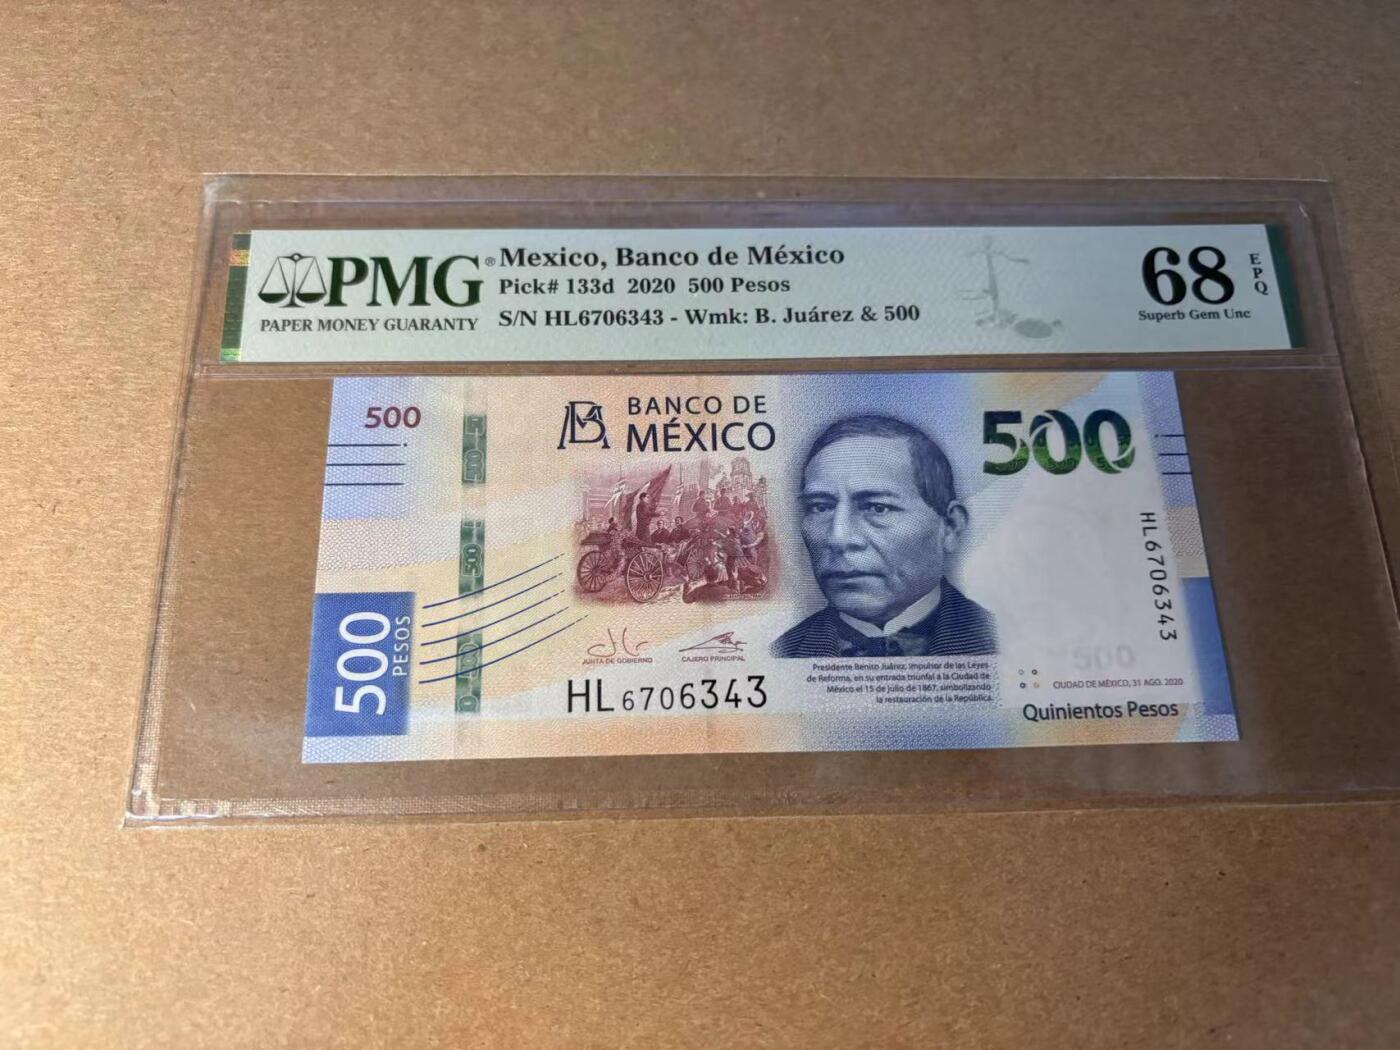 PMG®
PAPER MONEY GUARANTY
Mexico, Banco de México
Pick# 133d 2020 500 Pesos
S/N HL6706343 - Wmk: B. Juárez & 500
68
EPQ
Superb Gem Unc
500
BANCO DE
MÉXICO
500
HL6706343
500
500 PESOS
JUNTA DE GOBIERNO
CAJERO PRINCIPAL
HL6706343
Presidente Benito Juárez, impulsor de las Leyes
de Reforma, en su entrada triunfal a la Ciudad de
México el 15 de julio de 1867, simbolizando
la restauración de la República.
500
CIUDAD DE MÉXICO, 31 AGO. 2020
Quinientos Pesos